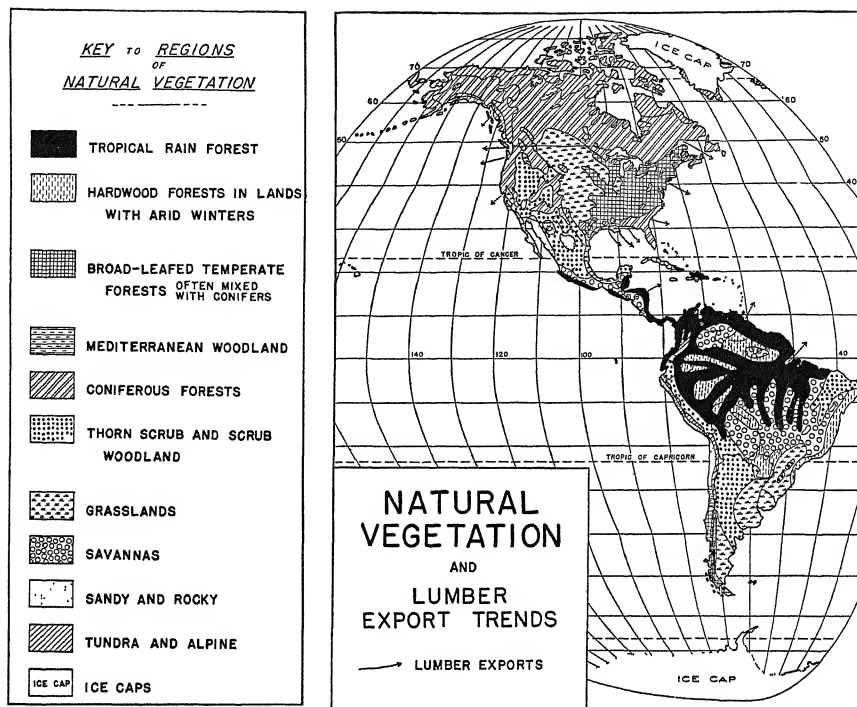 KEY TO REGIONS
OF
NATURAL VEGETATION
TROPICAL RAIN FOREST
HARDWOOD FORESTS IN LANDS
WITH ARID WINTERS
BROAD-LEAFED TEMPERATE
FORESTS OFTEN MIXED
WITH CONIFERS
MEDITERRANEAN WOODLAND
CONIFEROUS FORESTS
THORN SCRUB AND SCRUB
WOODLAND
GRASSLANDS
SAVANNAS
SANDY AND ROCKY
TUNDRA AND ALPINE
ICE CAP ICE CAPS
ICE CAP
70 70
60 60
50 50
40 40
TROPIC OF CANCER
140 120 100 40
TROPIC OF CAPRICORN
NATURAL
VEGETATION
AND
LUMBER
EXPORT TRENDS
LUMBER EXPORTS
ICE CAP